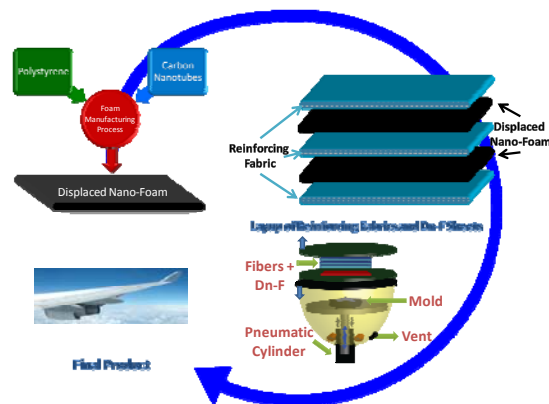 Polystyrene
Carbon
Nanotubes
Foam
Manufacturing
Process
Displaced Nano-Foam
Reinforcing
Fabric
Displaced
Nano-Foam
Layup of Reinforcing Fabrics and Dn-F Sheets
Fibers +
Dn-F
Mold
Pneumatic
Cylinder
Vent
Final Product